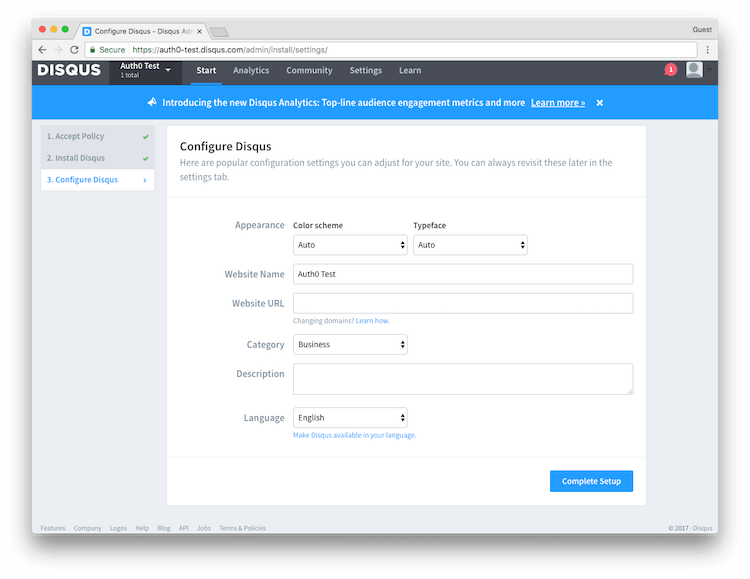 Configure Disqus - Disqus Ad
Guest
Secure https://auth0-test.disqus.com/admin/install/settings/
DISQUS
Auth0 Test
1 total
Start Analytics Community Settings Learn
1
Introducing the new Disqus Analytics: Top-line audience engagement metrics and more Learn more »
1. Accept Policy
2. Install Disqus
3. Configure Disqus
Configure Disqus
Here are popular configuration settings you can adjust for your site. You can always revisit these later in the
settings tab.
Appearance Color scheme Typeface
Auto Auto
Website Name Auth0 Test
Website URL
Changing domains? Learn how.
Category Business
Description
Language English
Make Disqus available in your language.
Complete Setup
Features Company Logos Help Blog API Jobs Terms & Policies
© 2017 · Disqus